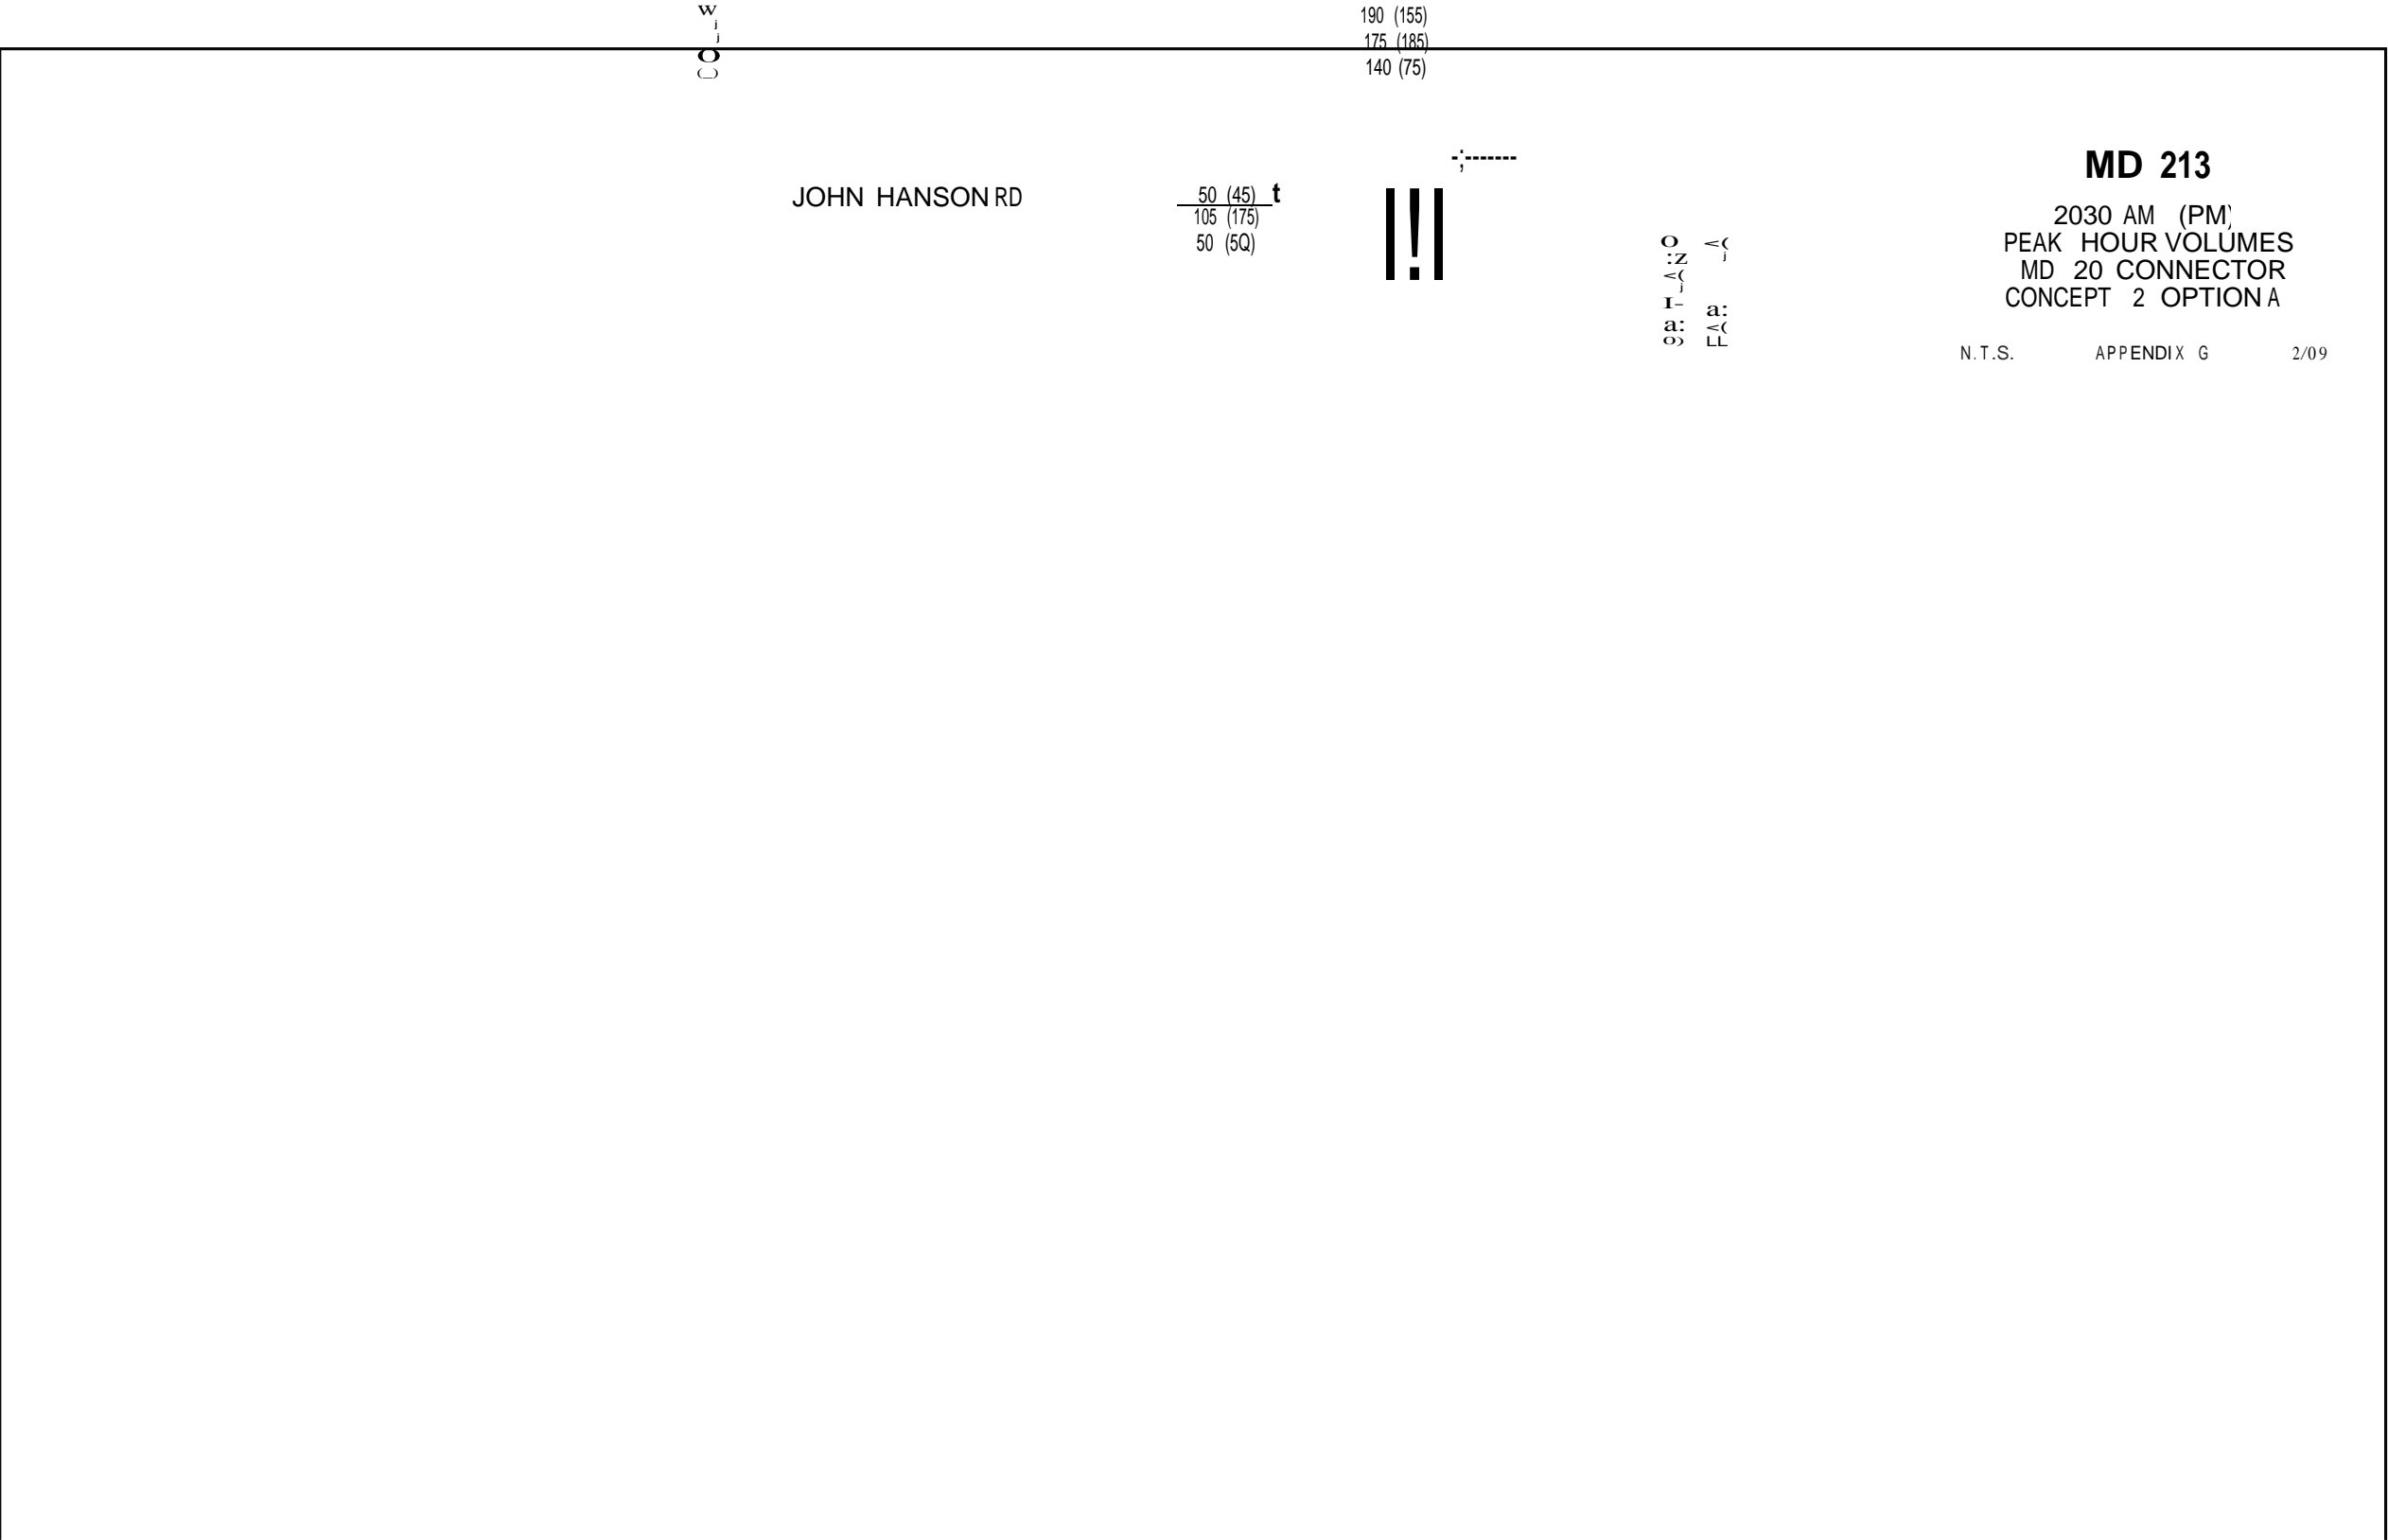 190 (155)
175 (185)
140 (75)
MD 213
JOHN HANSON RD
50 (45) t
105 (175)
50 (5Q)
2030 AM (PM)
PEAK HOUR VOLUMES
MD 20 CONNECTOR
CONCEPT 2 OPTION A
N.T.S. APPENDIX G 2/09